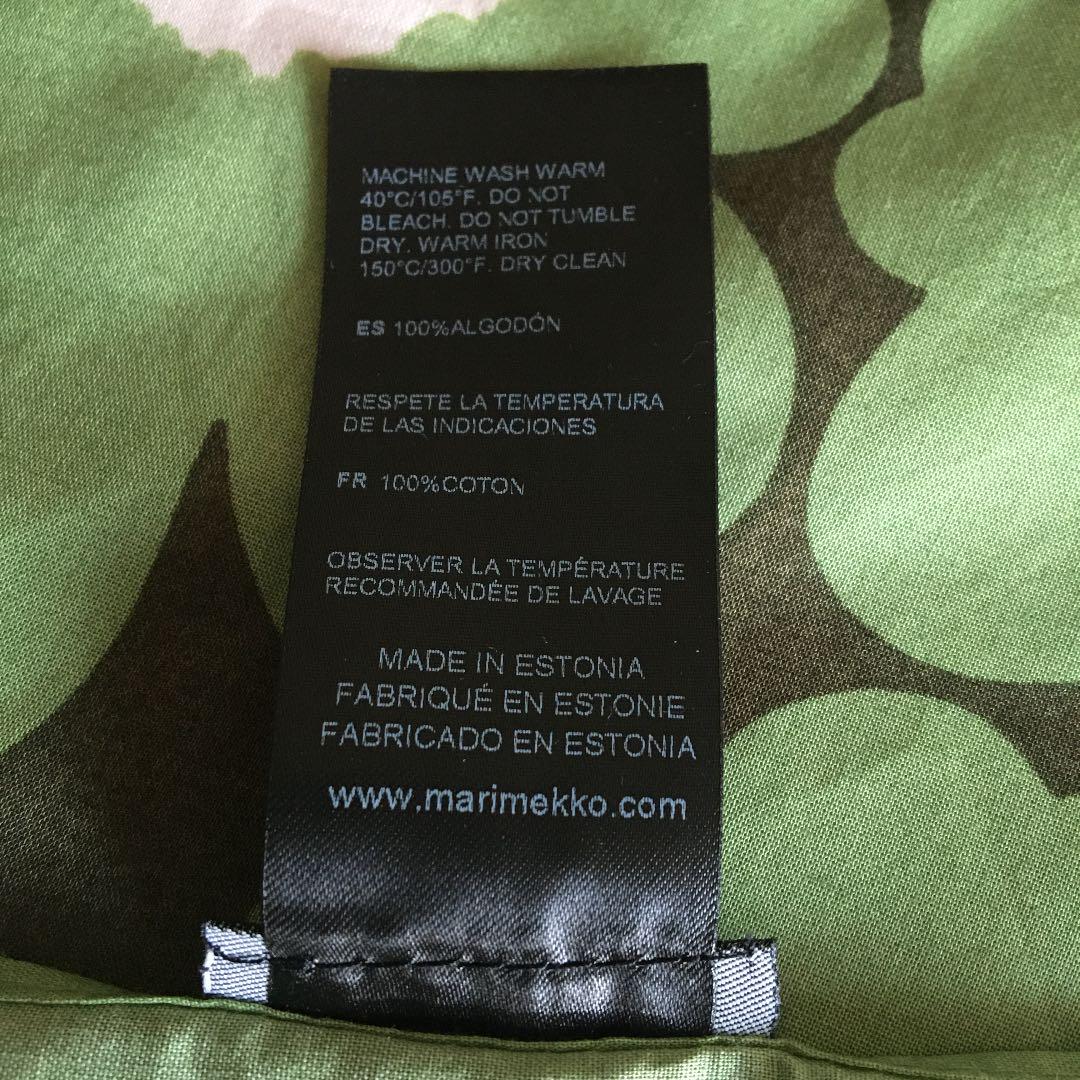 MACHINE WASH WARM
40°C/105°F. DO NOT
BLEACH. DO NOT TUMBLE
DRY. WARM IRON
150°C/300°F. DRY CLEAN
ES 100%ALGODÓN
RESPETE LA TEMPERATURA
DE LAS INDICACIONES
FR 100%COTON
OBSERVER LA TEMPÉRATURE
RECOMMANDÉE DE LAVAGE
MADE IN ESTONIA
FABRIQUÉ EN ESTONIE
FABRICADO EN ESTONIA
www.marimekko.com